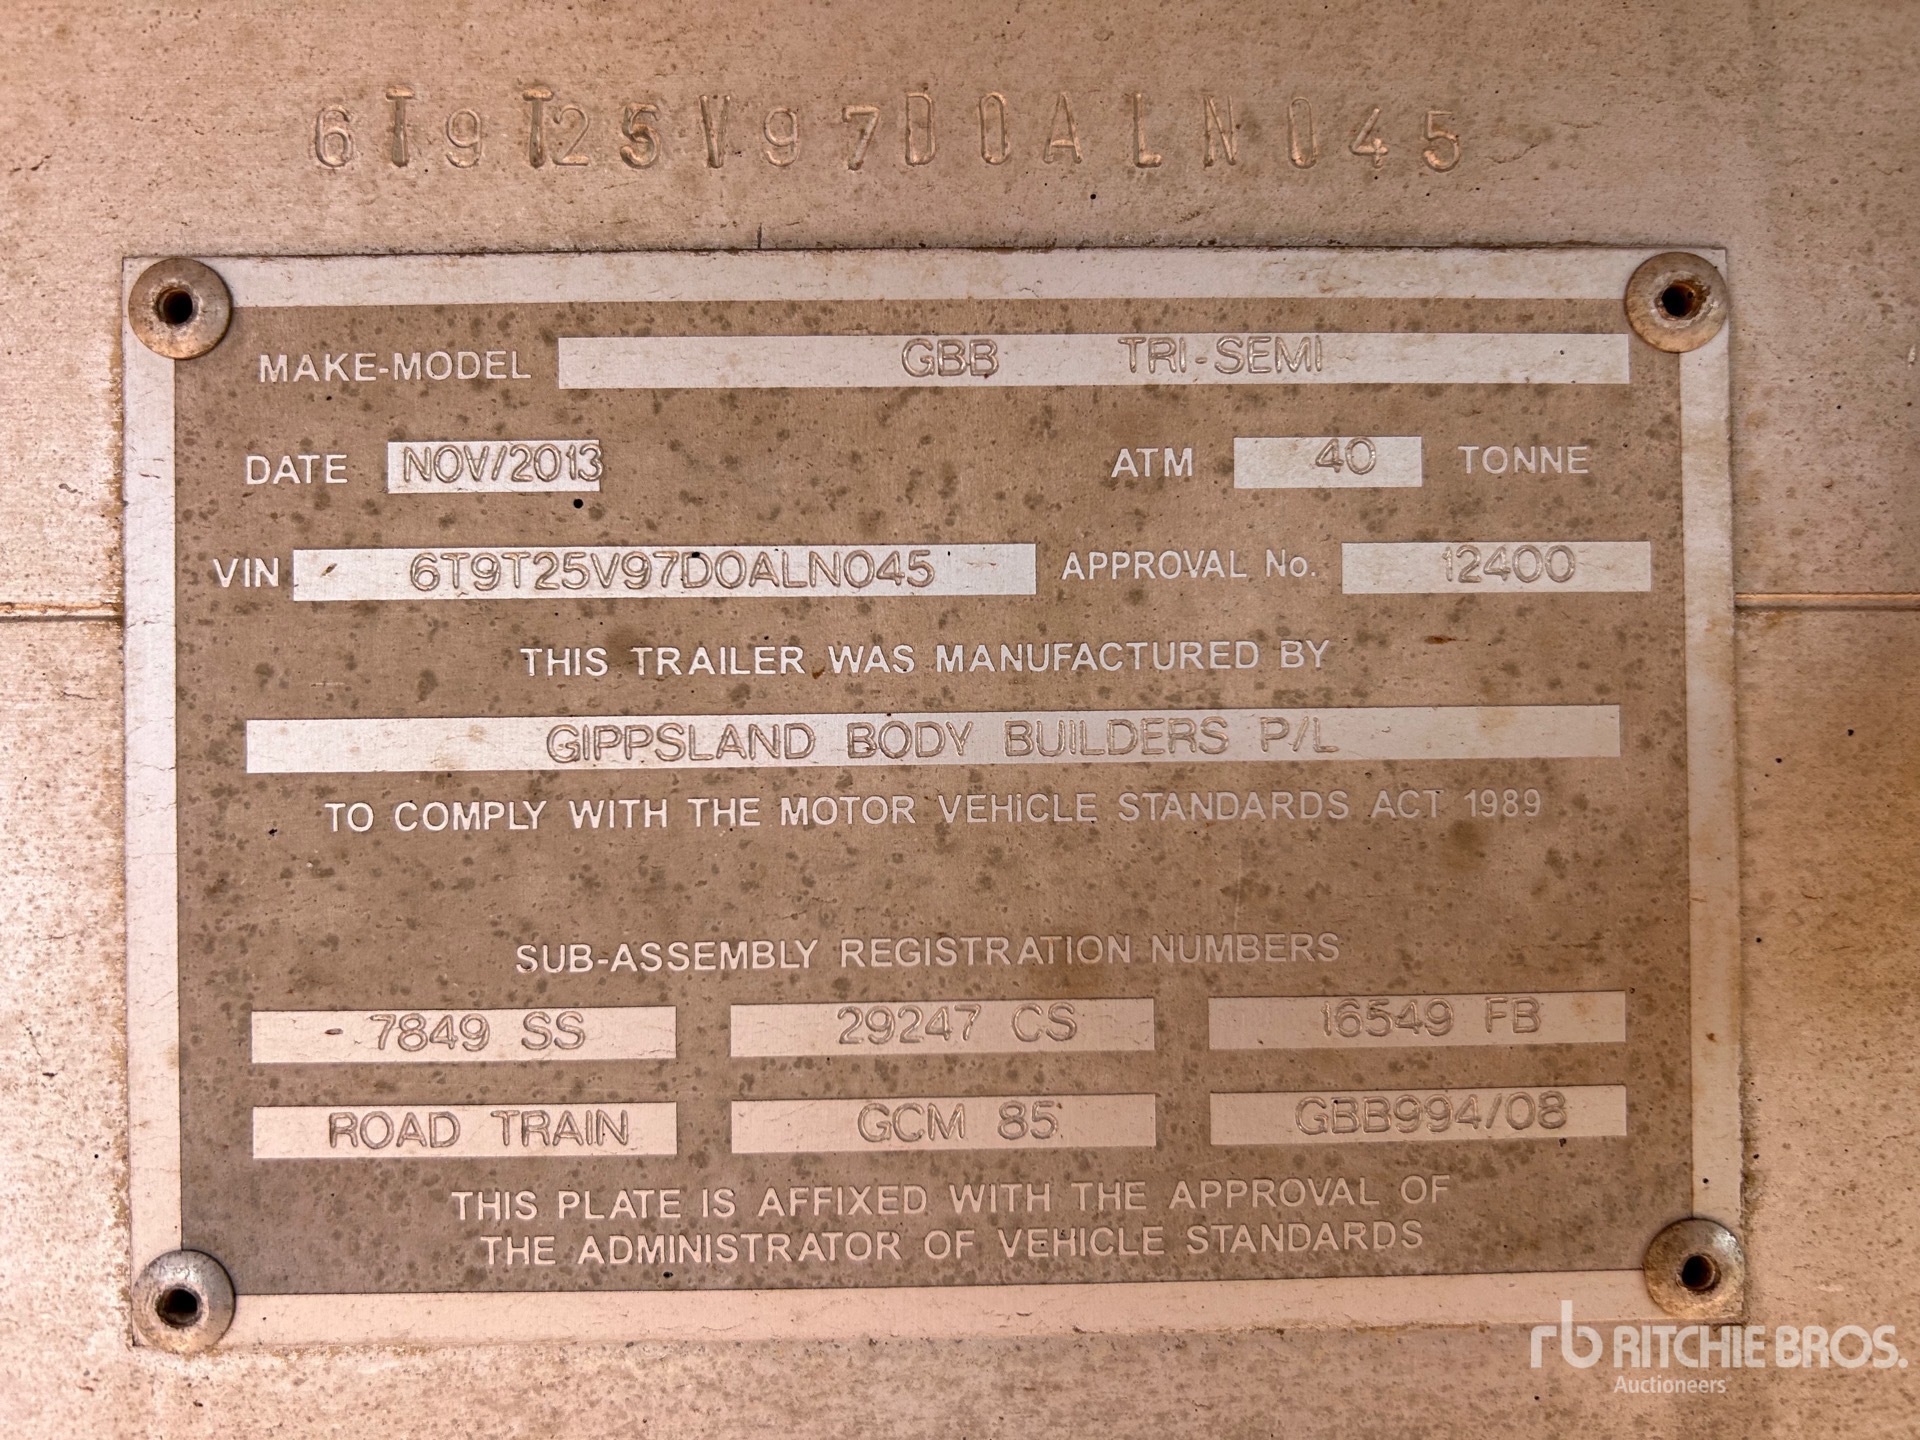 6T9T25V97D0ALN045
MAKE-MODEL GBB TRI-SEMI
DATE NOV/2013 ATM 40 TONNE
VIN 6T9T25V97D0ALN045 APPROVAL No. 12400
THIS TRAILER WAS MANUFACTURED BY
GIPPSLAND BODY BUILDERS P/L
TO COMPLY WITH THE MOTOR VEHiCLE STANDARDS ACT 1989
SUB-ASSEMBLY REGISTRATION NUMBERS
7849 SS 29247 CS 16549 FB
ROAD TRAIN GCM 85 GBB994/08
THIS PLATE IS AFFIXED WITH THE APPROVAL OF
THE ADMINISTRATOR OF VEHICLE STANDARDS
rb RITCHIE BROS.
Auctioneers